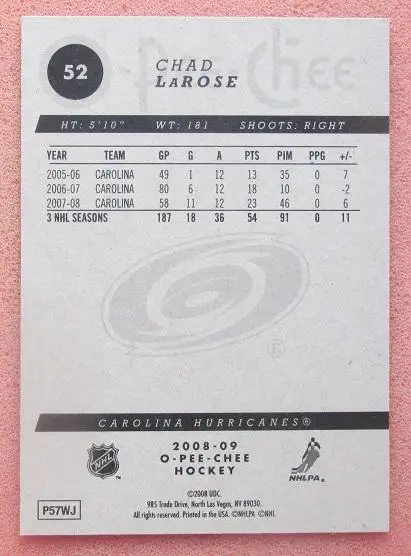 O-Pee-Chee
52
CHAD
LAROSE
HT: 5'10" WT: 181 SHOOTS: RIGHT
YEAR TEAM GP G A PTS PIM PPG +/-
2005-06 CAROLINA 49 1 12 13 35 0 7
2006-07 CAROLINA 80 6 12 18 10 0 -2
2007-08 CAROLINA 58 11 12 23 46 0 6
3 NHL SEASONS 187 18 36 54 91 0 11
®
CAROLINA HURRICANES®
NHL
2008-09
O-PEE-CHEE
HOCKEY
NHLPA
©2008 UDC.
985 Trade Drive, North Las Vegas, NV 89030.
All rights reserved. Printed in the USA. ©NHLPA ©NHL
P57WJ